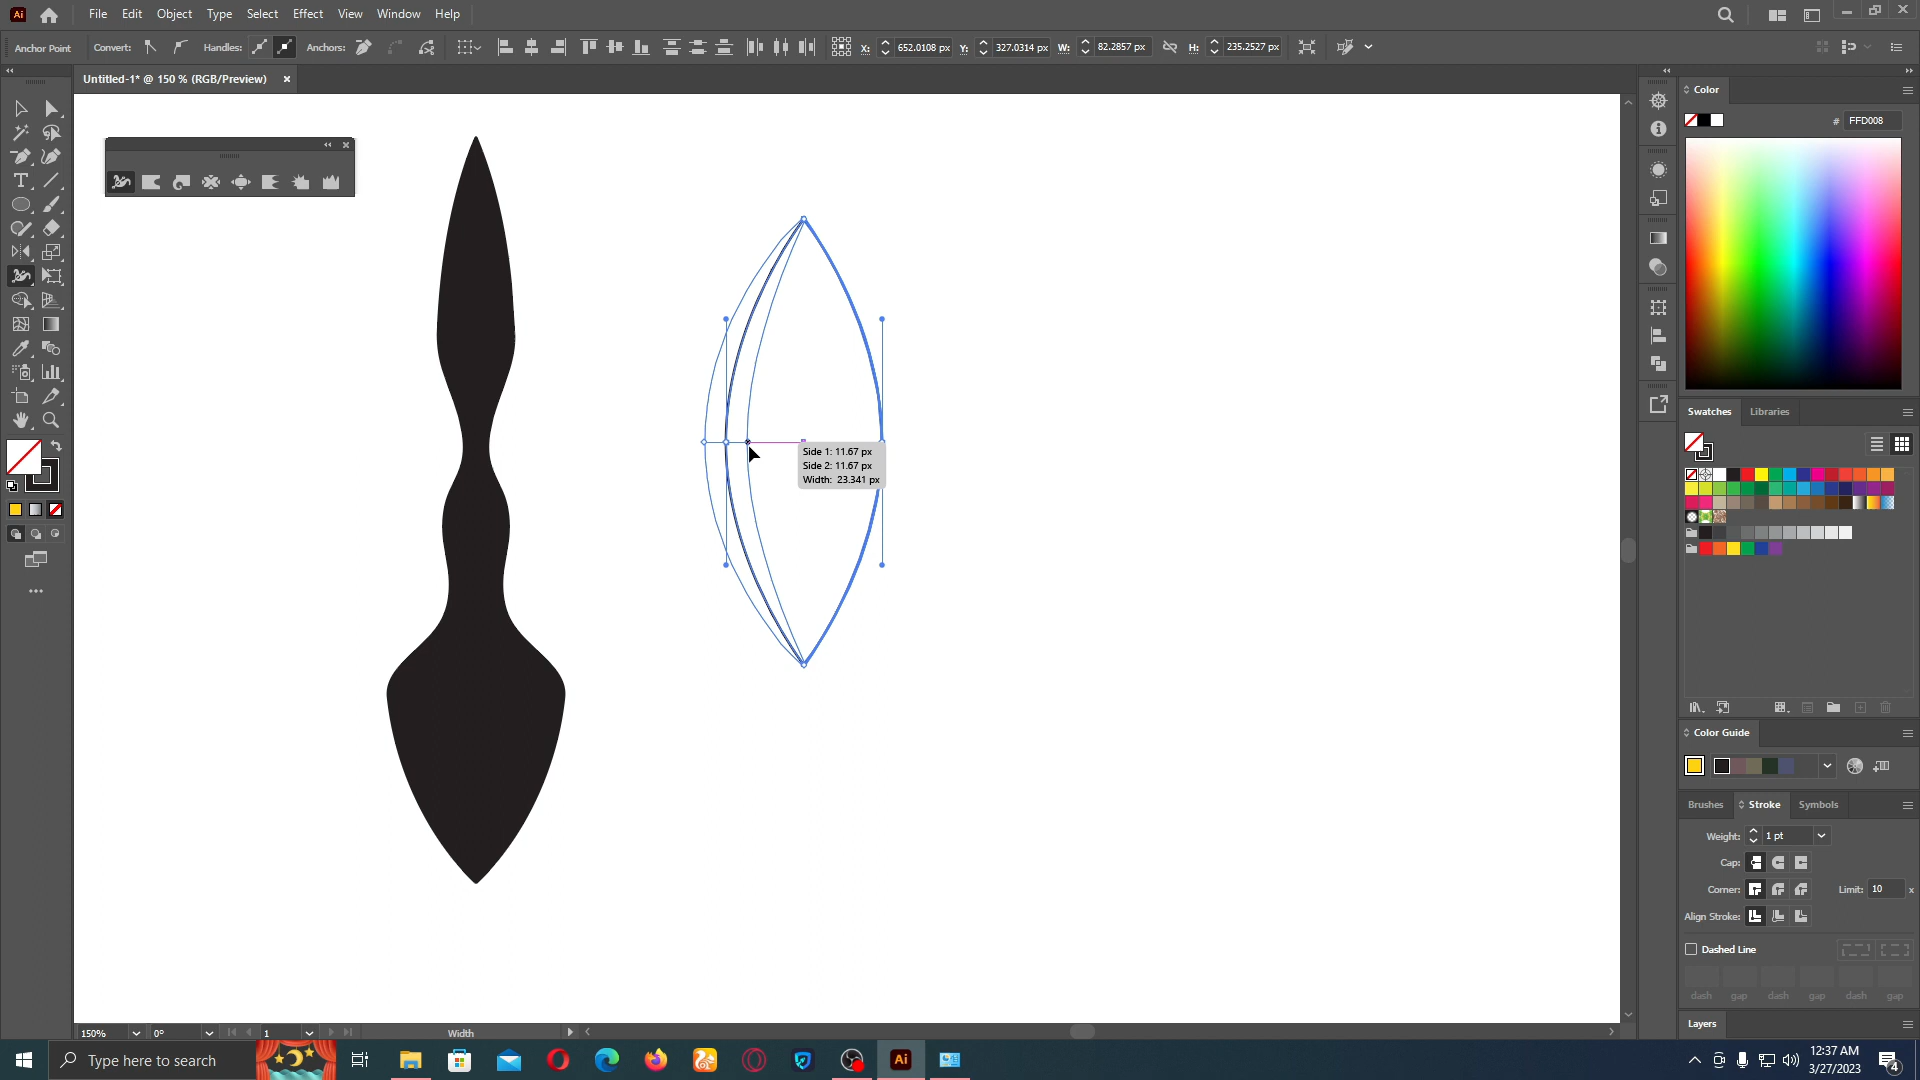 Ai File Edit Object Type Select Effect View Window Help
Anchor Point Convert: Handles: Anchors: X: 652.0108 px Y: 327.0314 px W: 82.2857 px H: 235.2527 px
Untitled-1* @ 150 % (RGB/Preview)
Color
# FFD008
Swatches Libraries
Side 1: 11.67 px
Side 2: 11.67 px
Width: 23.341 px
Color Guide
Brushes Stroke Symbols
Weight: 1 pt
Cap:
Corner: Limit: 10 x
Align Stroke:
Dashed Line
dash gap dash gap dash gap
Layers
150% 0° 1 Width
Type here to search
Ai
12:37 AM
3/27/2023
4